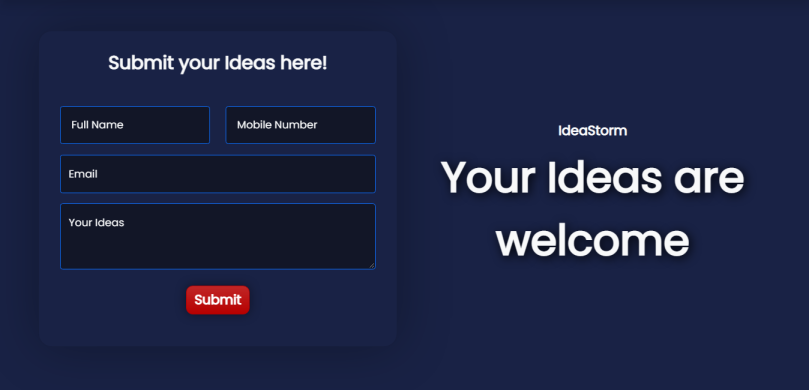 Submit your Ideas here!
Full Name
Mobile Number
Email
Your Ideas
Submit
IdeaStorm
Your Ideas are
welcome